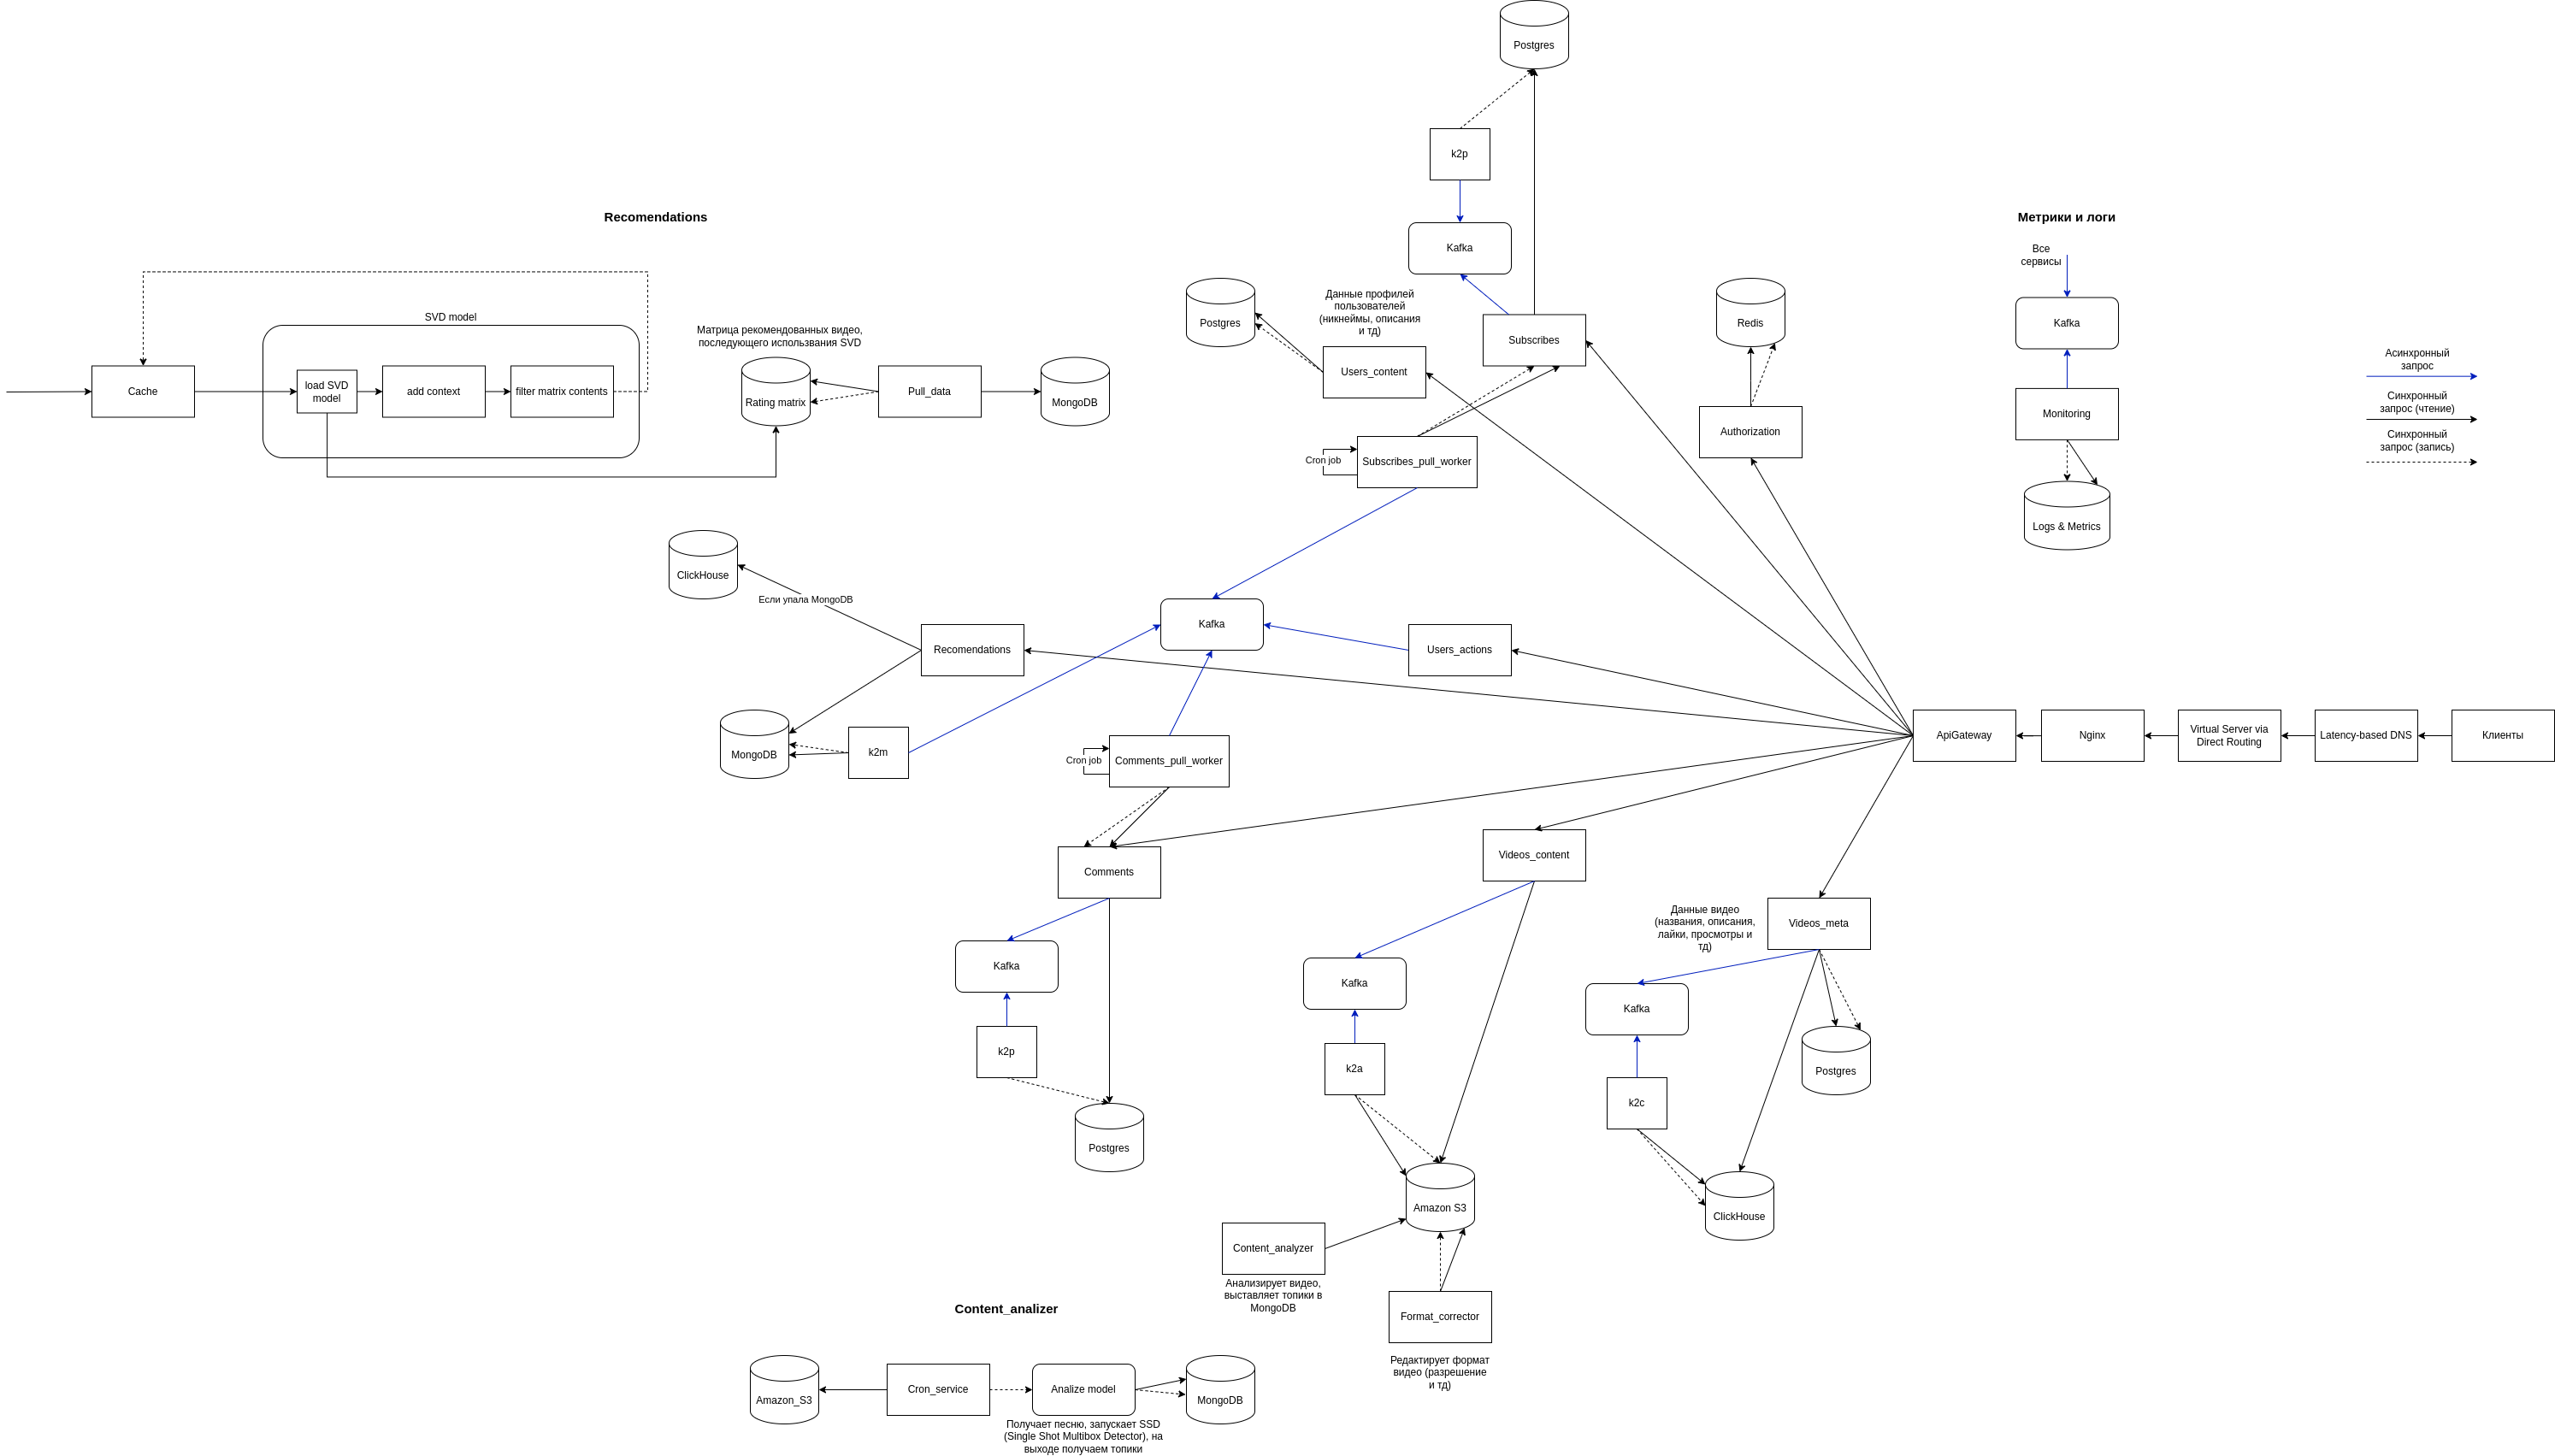 Postgres
k2p
Recomendations
Метрики и логи
Kafka
Все
сервисы
Данные профилей
пользователей
(никнеймы, описания
и тд)
Postgres
Redis
Kafka
SVD model
Матрица рекомендованных видео,
последующего использвания SVD
Subscribes
Users_content
Асинхронный
запрос
Cache
load SVD
model
add context
filter matrix contents
Rating matrix
Pull_data
MongoDB
Синхронный
запрос (чтение)
Monitoring
Authorization
Синхронный
запрос (запись)
Cron job
Subscribes_pull_worker
Logs & Metrics
ClickHouse
Если упала MongoDB
Kafka
Recomendations
Users_actions
MongoDB
k2m
Cron job
Comments_pull_worker
ApiGateway
Nginx
Virtual Server via
Direct Routing
Latency-based DNS
Клиенты
Comments
Videos_content
Данные видео
(названия, описания,
лайки, просмотры и
тд)
Videos_meta
Kafka
Kafka
Kafka
k2p
k2a
Postgres
k2c
Postgres
Amazon S3
ClickHouse
Content_analyzer
Анализирует видео,
выставляет топики в
MongoDB
Format_corrector
Редактирует формат
видео (разрешение
и тд)
Content_analizer
Amazon_S3
Cron_service
Analize model
MongoDB
Получает песню, запускает SSD
(Single Shot Multibox Detector), на
выходе получаем топики